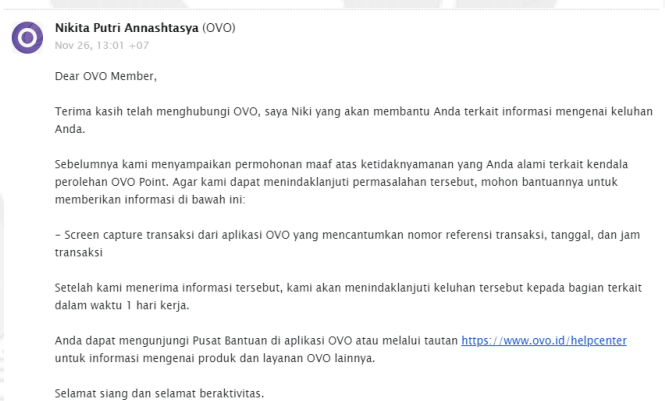 Nikita Putri Annashtasya (OVO)
Nov 26, 13:01 +07
Dear OVO Member,
Terima kasih telah menghubungi OVO, saya Niki yang akan membantu Anda terkait informasi mengenai keluhan
Anda.
Sebelumnya kami menyampaikan permohonan maaf atas ketidaknyamanan yang Anda alami terkait kendala
perolehan OVO Point. Agar kami dapat menindaklanjuti permasalahan tersebut, mohon bantuannya untuk
memberikan informasi di bawah ini:
– Screen capture transaksi dari aplikasi OVO yang mencantumkan nomor referensi transaksi, tanggal, dan jam
transaksi
Setelah kami menerima informasi tersebut, kami akan menindaklanjuti keluhan tersebut kepada bagian terkait
dalam waktu 1 hari kerja.
Anda dapat mengunjungi Pusat Bantuan di aplikasi OVO atau melalui tautan https://www.ovo.id/helpcenter
untuk informasi mengenai produk dan layanan OVO lainnya.
Selamat siang dan selamat beraktivitas.